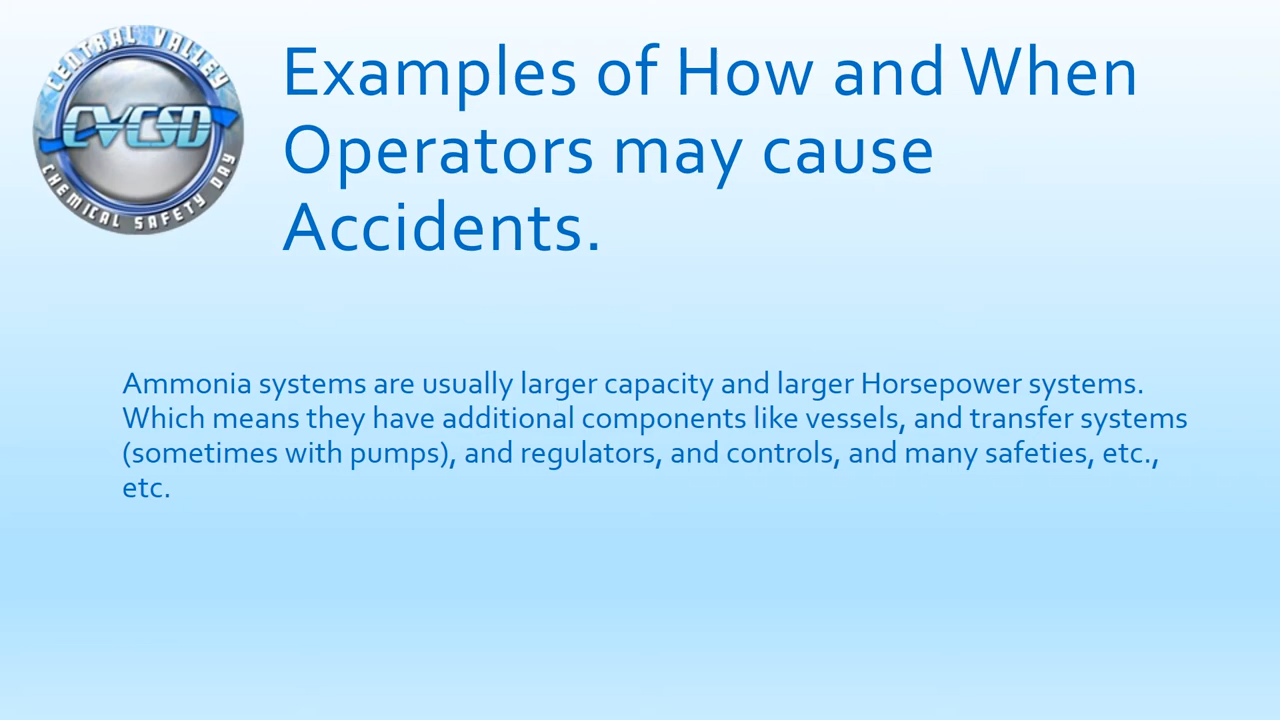 CENTRAL VALLEY
CVCSD
CHEMICAL SAFETY DAY
Examples of How and When
Operators may cause
Accidents.
Ammonia systems are usually larger capacity and larger Horsepower systems.
Which means they have additional components like vessels, and transfer systems
(sometimes with pumps), and regulators, and controls, and many safeties, etc.,
etc.